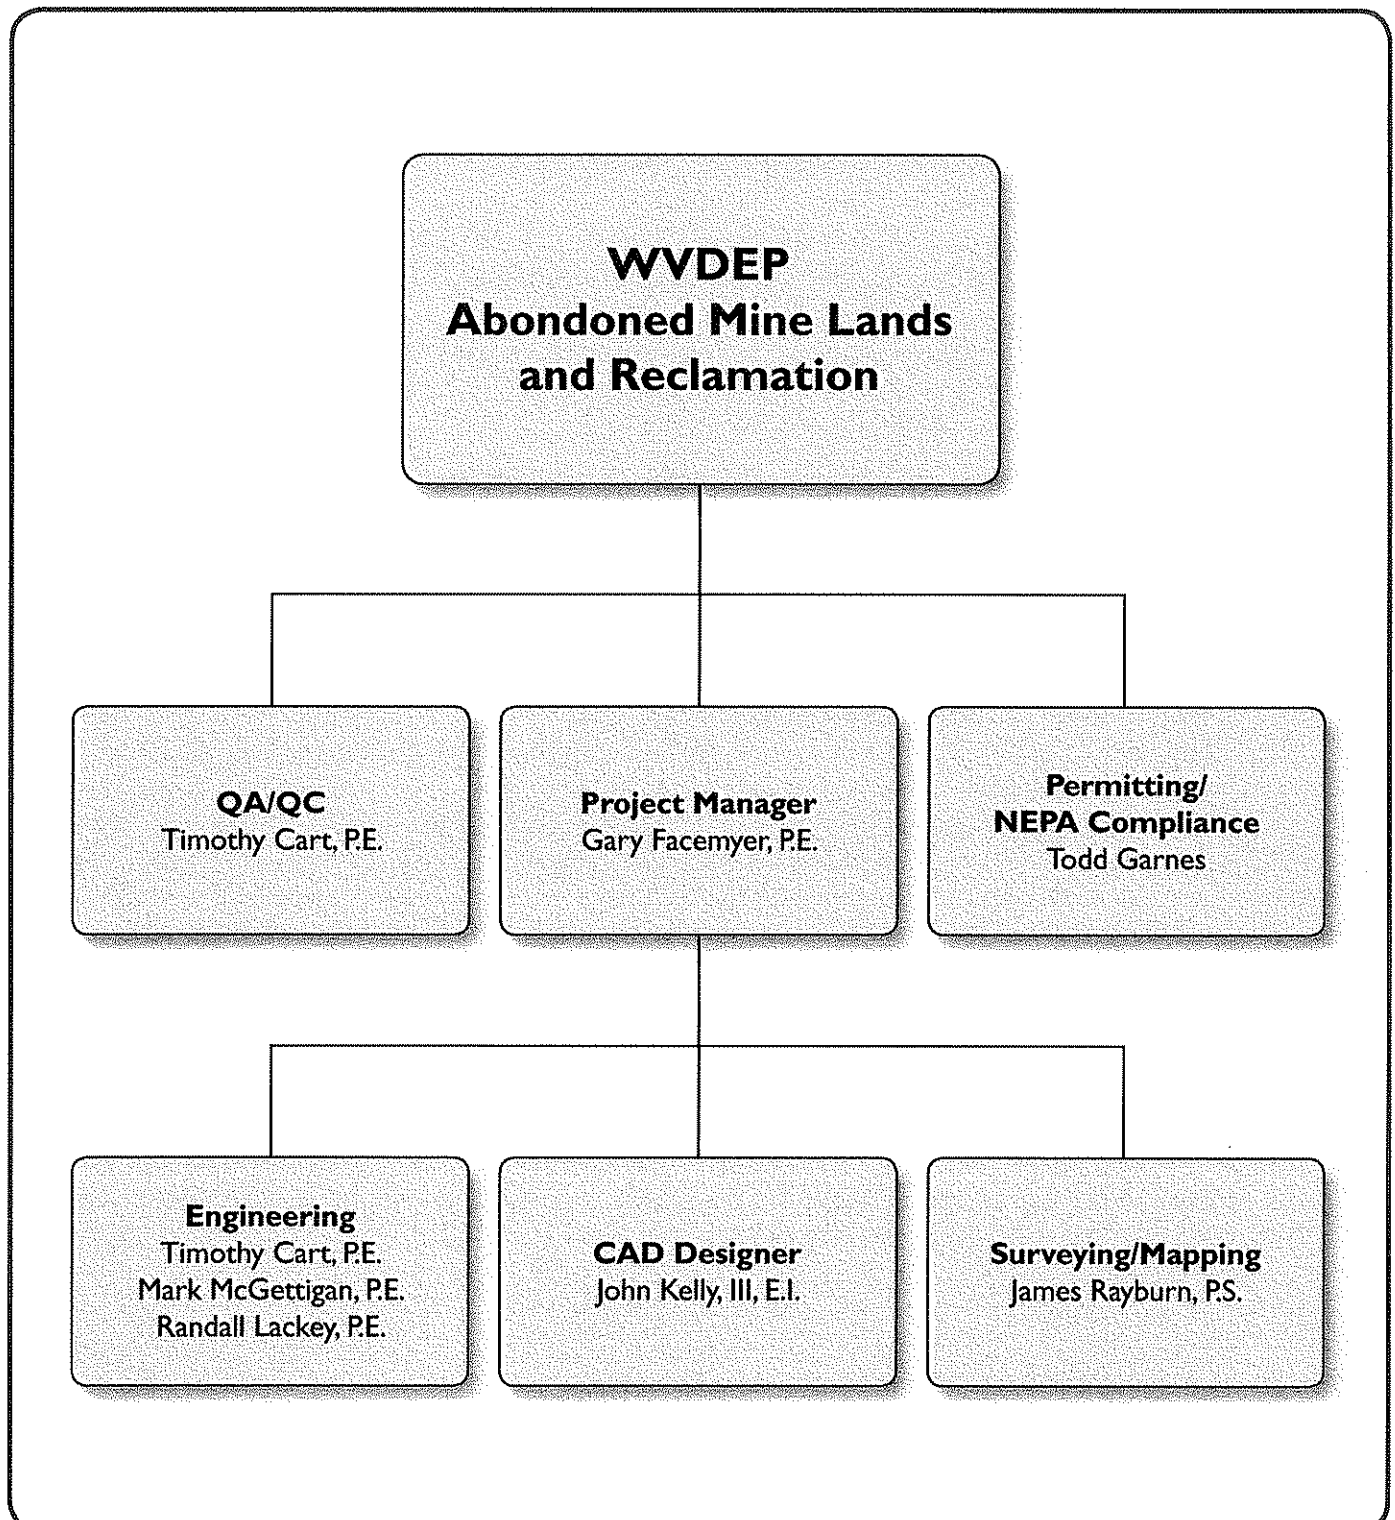 WVDEP
Abondoned Mine Lands
and Reclamation
QA/QC
Timothy Cart, P.E.
Project Manager
Gary Facemyer, P.E.
Permitting/
NEPA Compliance
Todd Garnes
Engineering
Timothy Cart, P.E.
Mark McGettigan, P.E.
Randall Lackey, P.E.
CAD Designer
John Kelly, III, E.I.
Surveying/Mapping
James Rayburn, P.S.